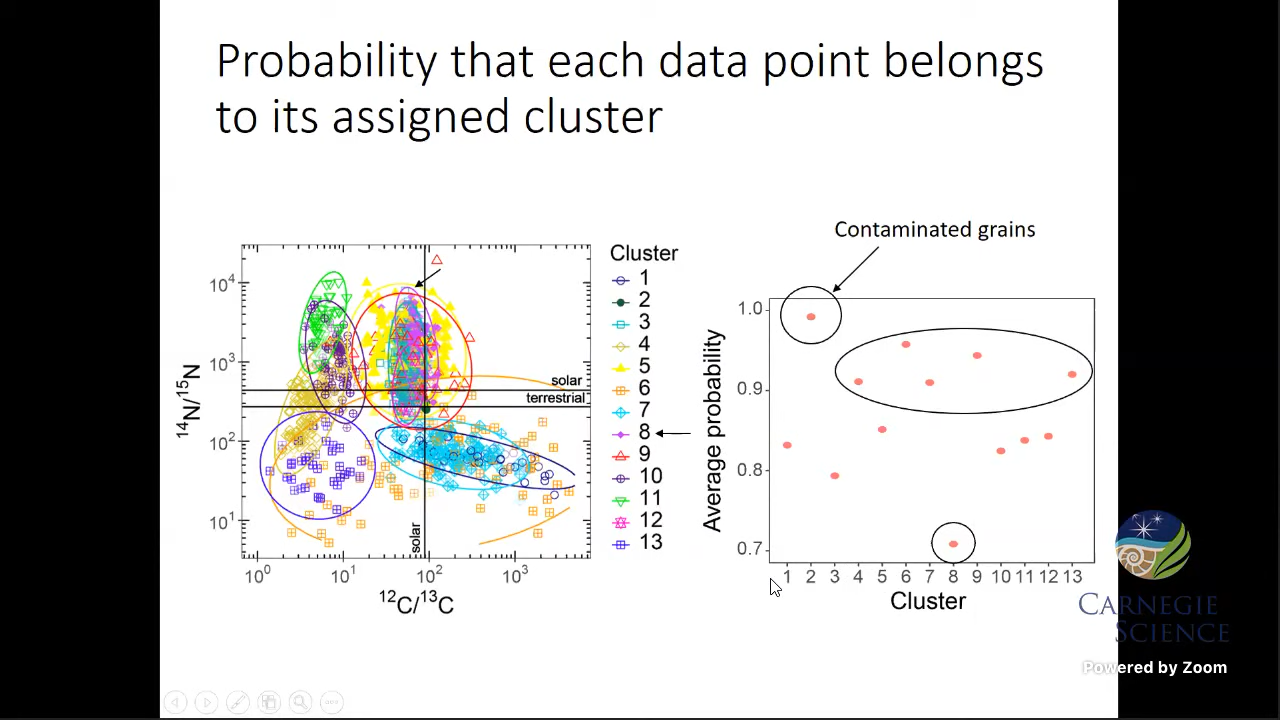 Probability that each data point belongs
to its assigned cluster
Contaminated grains
14N/15N
10⁴
10³
10²
10¹
solar
terrestrial
solar
10⁰ 10¹ 10² 10³
12C/13C
Cluster
1
2
3
4
5
6
7
8
9
10
11
12
13
Average probability
1.0
0.9
0.8
0.7
1 2 3 4 5 6 7 8 9 10 11 12 13
Cluster
CARNEGIE
SCIENCE
Powered by Zoom